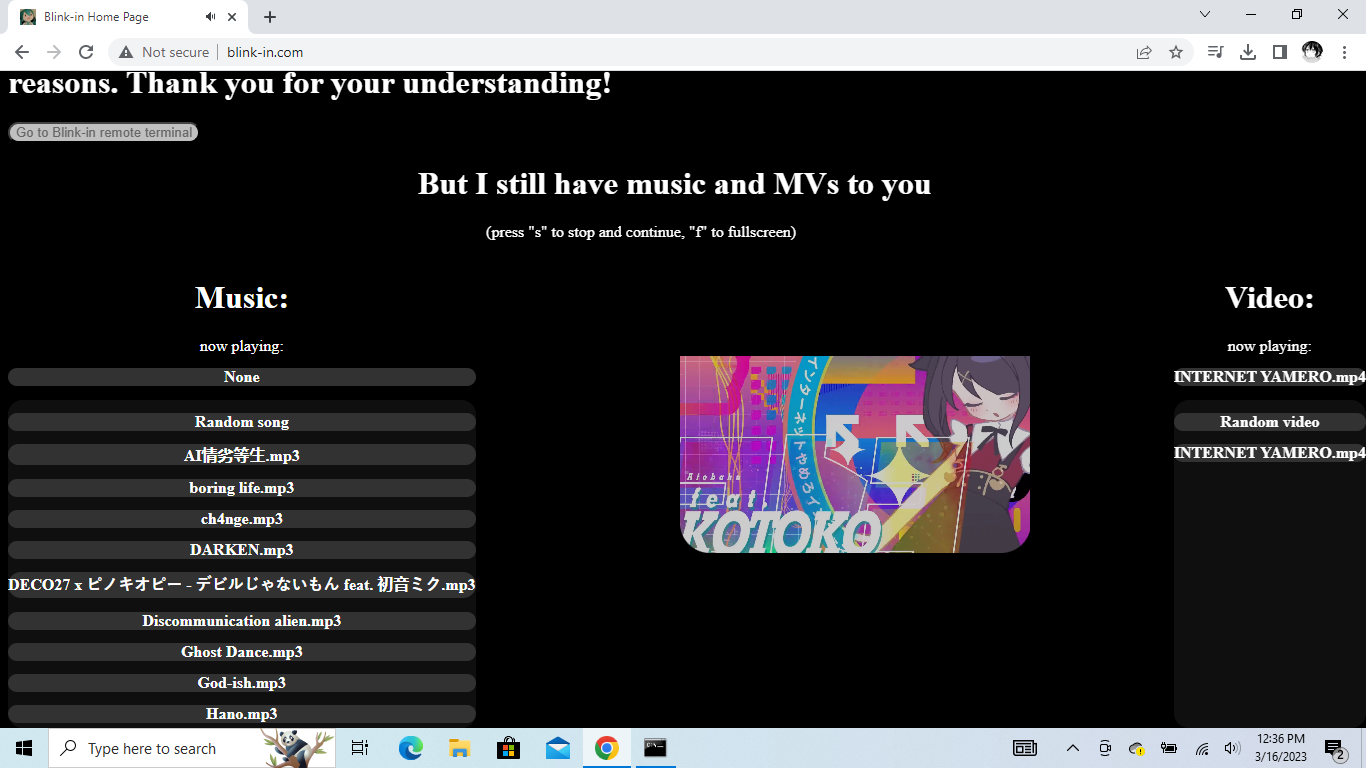 Blink-in Home Page
Not secure
blink-in.com
reasons. Thank you for your understanding!
Go to Blink-in remote terminal
But I still have music and MVs to you
(press "s" to stop and continue, "f" to fullscreen)
Music:
now playing:
None
Random song
AI情劣等生.mp3
boring life.mp3
ch4nge.mp3
DARKEN.mp3
DECO27 x ピノキオピー - デビルじゃないもん feat. 初音ミク.mp3
Discommunication alien.mp3
Ghost Dance.mp3
God-ish.mp3
Hano.mp3
インターネットやめろ
Aiobahn
feat.
KOTOKO
Video:
now playing:
INTERNET YAMERO.mp4
Random video
INTERNET YAMERO.mp4
Type here to search
12:36 PM
3/16/2023
2